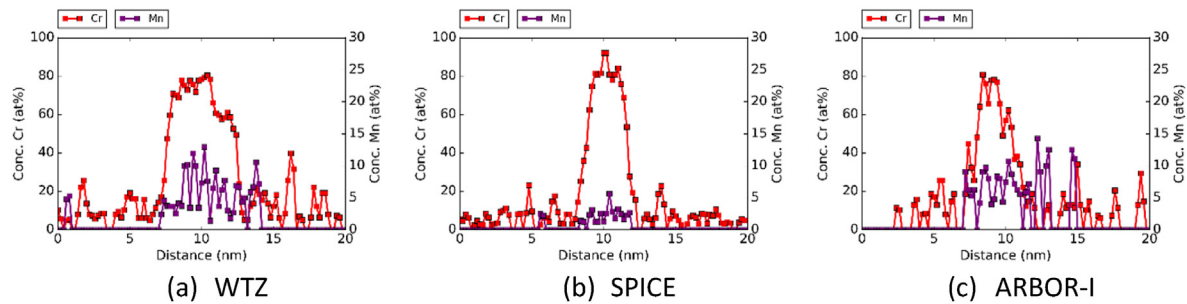 Cr Mn Cr Mn Cr Mn
100 30 100 30 100 30
80 25 80 25 80 25
60 20 60 20 60 20
40 15 40 15 40 15
20 10 20 10 20 10
0 5 0 5 0 5
0 0 0
Conc. Cr (at%) Conc. Mn (at%) Conc. Cr (at%) Conc. Mn (at%) Conc. Cr (at%) Conc. Mn (at%)
0 5 10 15 20 0 5 10 15 20 0 5 10 15 20
Distance (nm) Distance (nm) Distance (nm)
(a) WTZ (b) SPICE (c) ARBOR-I